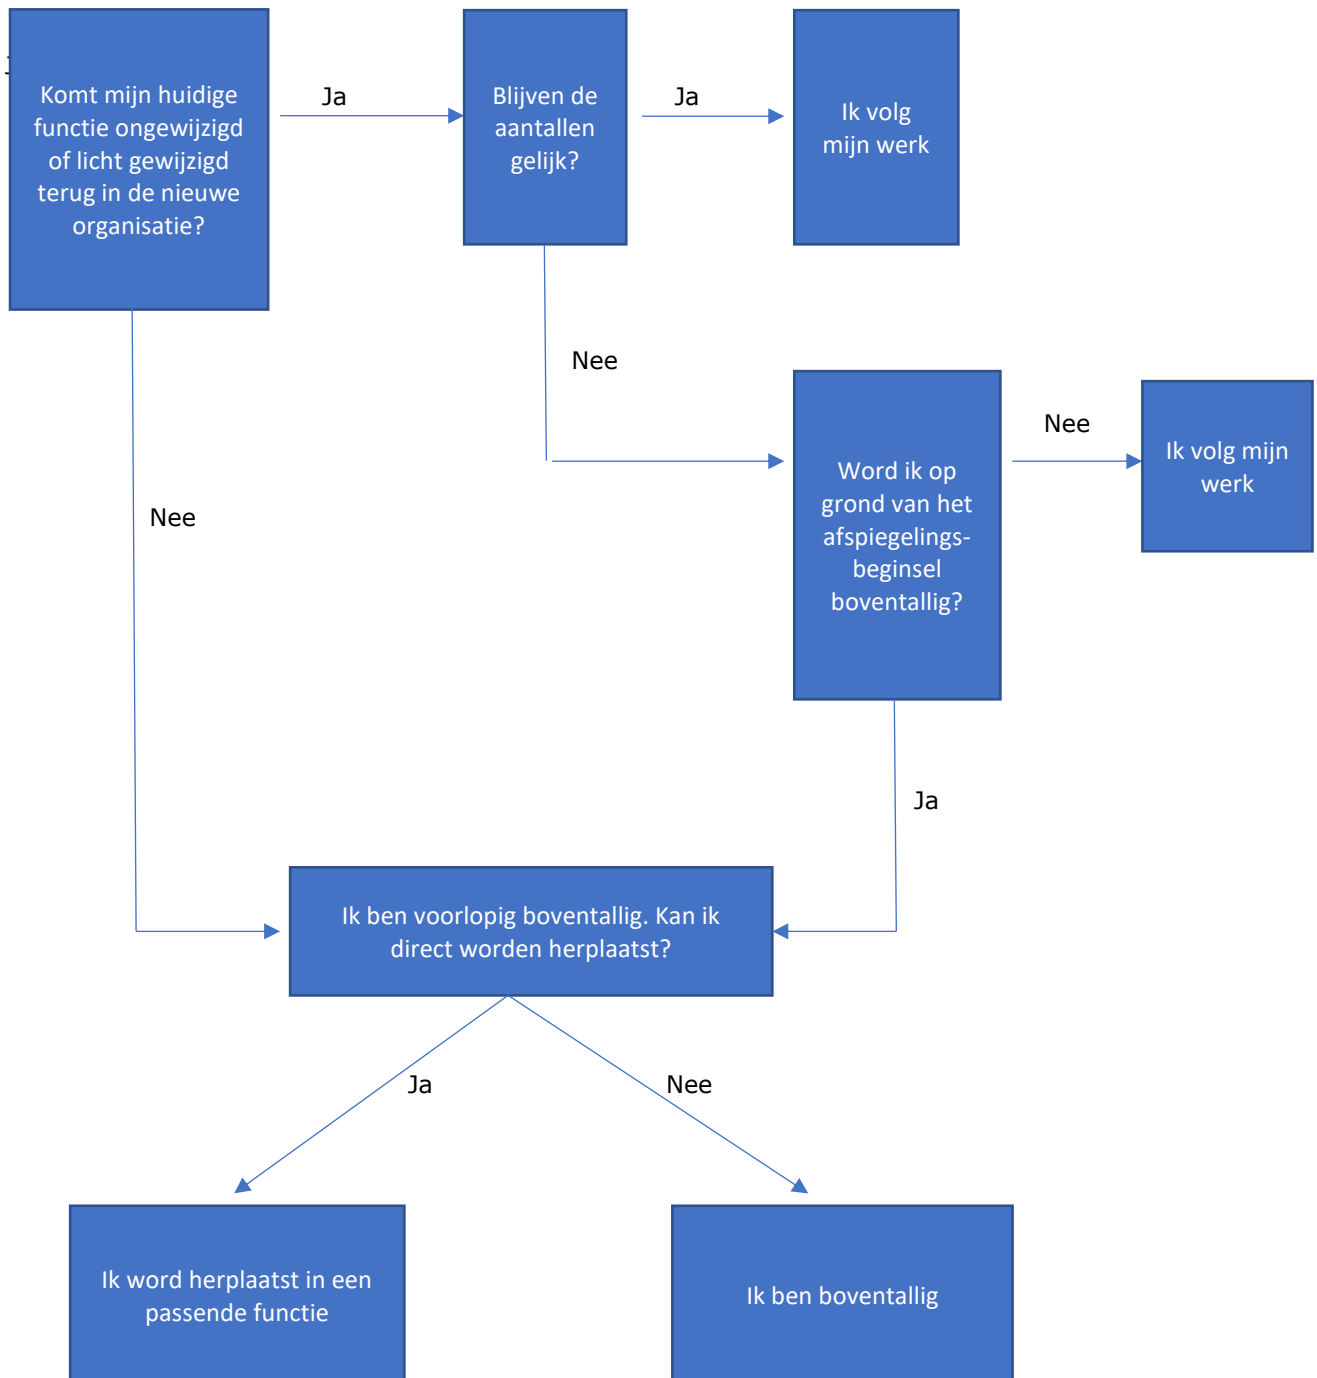 Komt mijn huidige
functie ongewijzigd
of licht gewijzigd
terug in de nieuwe
organisatie?
Ja
Blijven de
aantallen
gelijk?
Ja
Ik volg
mijn werk
Nee
Nee
Word ik op
grond van het
afspiegelings-
beginsel
boventallig?
Nee
Ik volg mijn
werk
Ja
Ik ben voorlopig boventallig. Kan ik
direct worden herplaatst?
Ja
Nee
Ik word herplaatst in een
passende functie
Ik ben boventallig